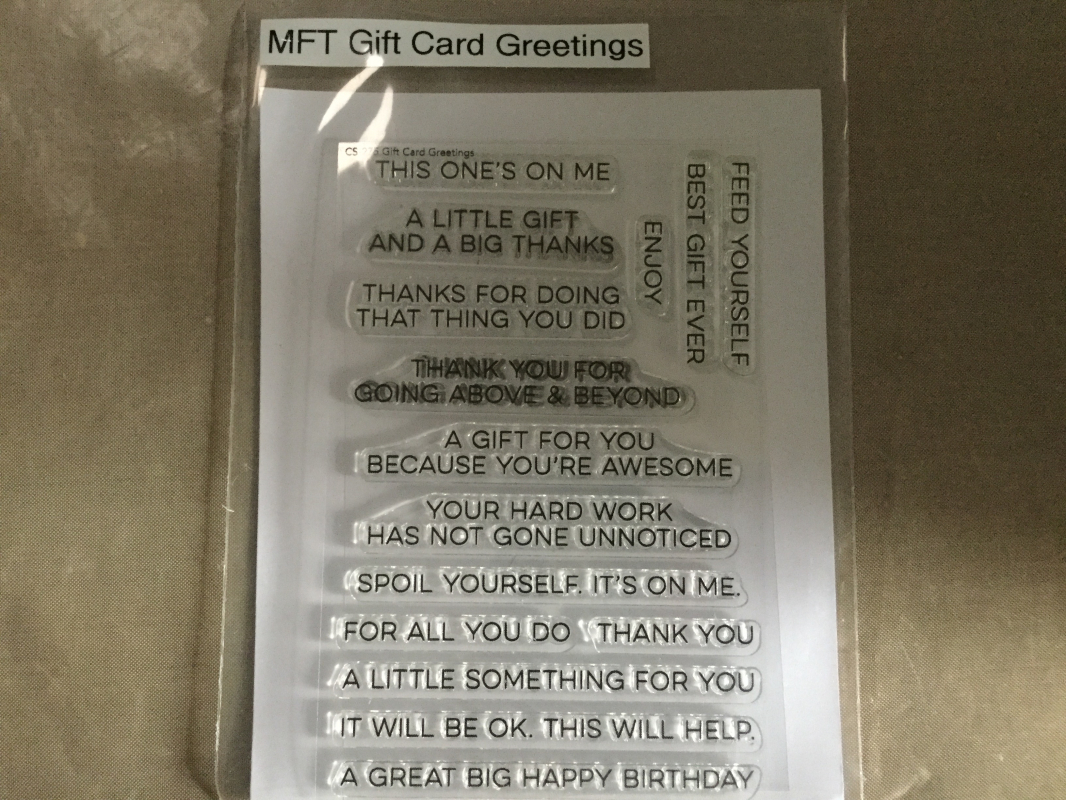 MFT Gift Card Greetings
CS Gift Card Greetings
THIS ONE'S ON ME
A LITTLE GIFT
AND A BIG THANKS
THANKS FOR DOING
THAT THING YOU DID
THANK YOU FOR
GOING ABOVE & BEYOND
A GIFT FOR YOU
BECAUSE YOU'RE AWESOME
YOUR HARD WORK
HAS NOT GONE UNNOTICED
SPOIL YOURSELF. IT'S ON ME.
FOR ALL YOU DO
THANK YOU
A LITTLE SOMETHING FOR YOU
IT WILL BE OK. THIS WILL HELP.
A GREAT BIG HAPPY BIRTHDAY
ENJOY
BEST GIFT EVER
FEED YOURSELF